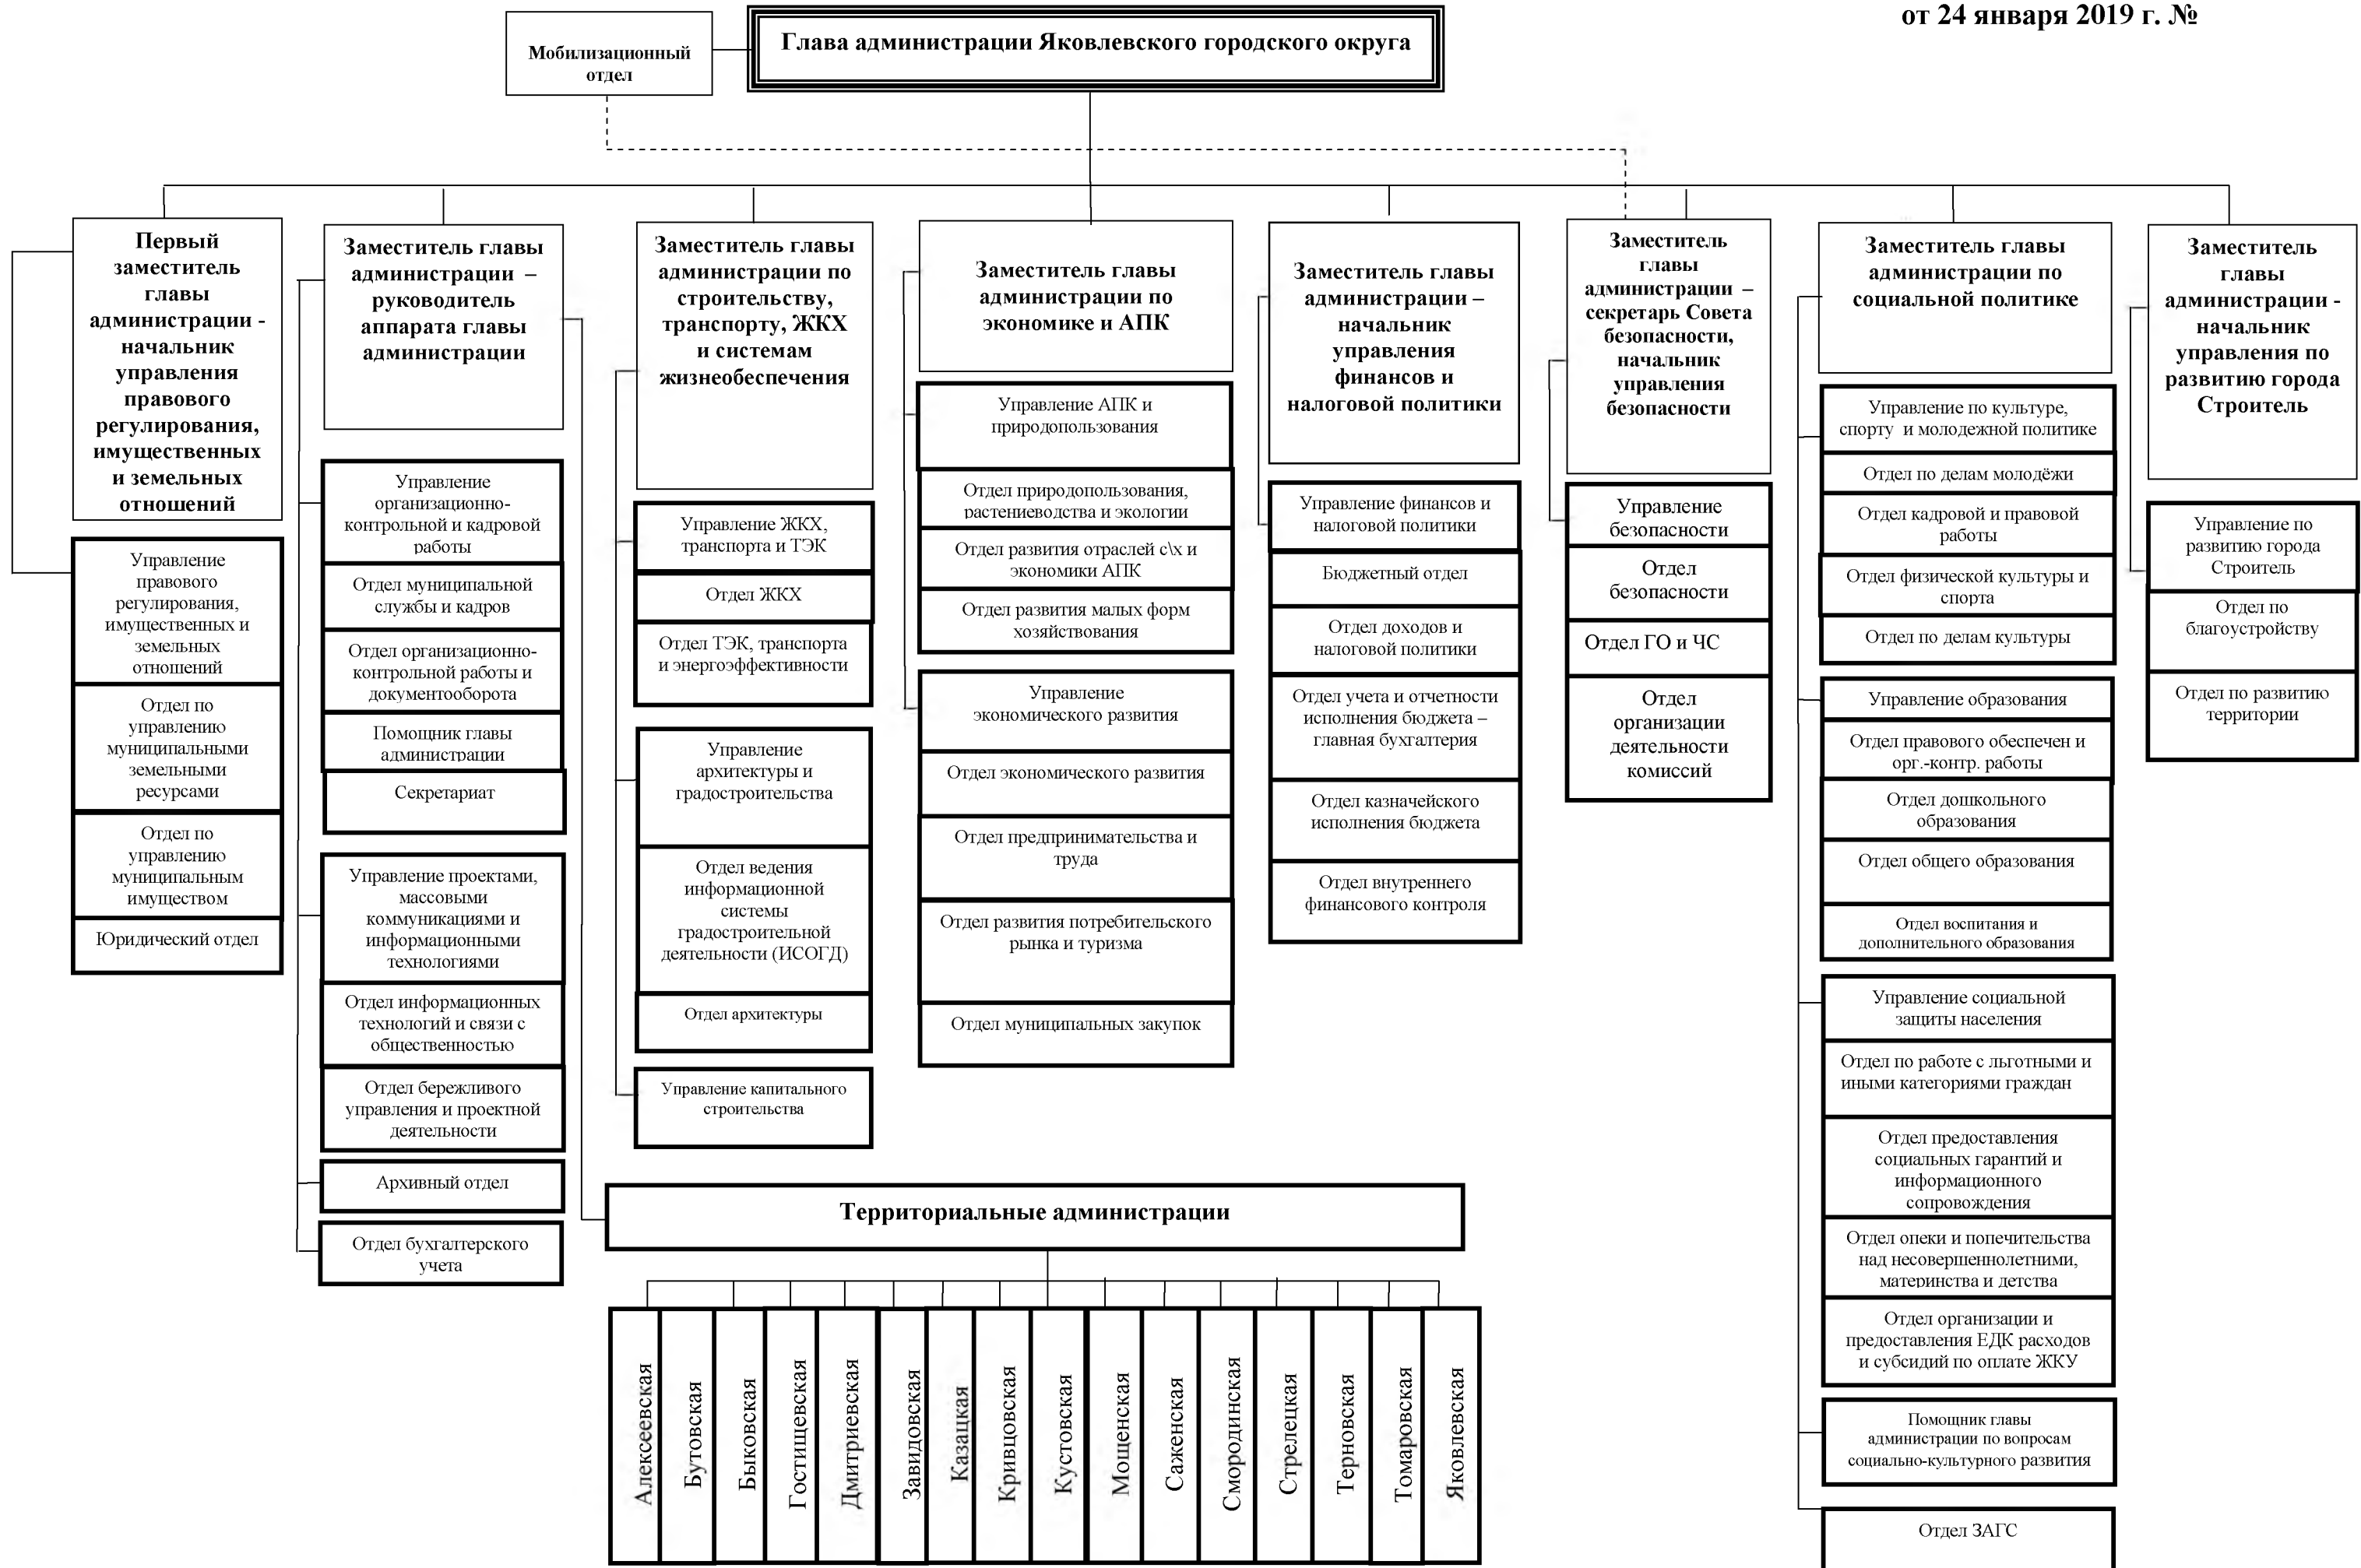 от 24 января 2019 г. №
Мобилизационный
отдел
Глава администрации Яковлевского городского округа
Первый
заместитель
главы
администрации -
начальник
управления
правового
регулирования,
имущественных
и земельных
отношений
Управление
правового
регулирования,
имущественных и
земельных
отношений
Отдел по
управлению
муниципальными
земельными
ресурсами
Отдел по
управлению
муниципальным
имуществом
Юридический отдел
Заместитель главы
администрации –
руководитель
аппарата главы
администрации
Управление
организационно-
контрольной и кадровой
работы
Отдел муниципальной
службы и кадров
Отдел организационно-
контрольной работы и
документооборота
Помощник главы
администрации
Секретариат
Управление проектами,
массовыми
коммуникациями и
информационными
технологиями
Отдел информационных
технологий и связи с
общественностью
Отдел бережливого
управления и проектной
деятельности
Архивный отдел
Отдел бухгалтерского
учета
Заместитель главы
администрации по
строительству,
транспорту, ЖКХ
и системам
жизнеобеспечения
Управление ЖКХ,
транспорта и ТЭК
Отдел ЖКХ
Отдел ТЭК, транспорта
и энергоэффективности
Управление
архитектуры и
градостроительства
Отдел ведения
информационной
системы
градостроительной
деятельности (ИСОГД)
Отдел архитектуры
Управление капитального
строительства
Заместитель главы
администрации по
экономике и АПК
Управление АПК и
природопользования
Отдел природопользования,
растениеводства и экологии
Отдел развития отраслей с\х и
экономики АПК
Отдел развития малых форм
хозяйствования
Управление
экономического развития
Отдел экономического развития
Отдел предпринимательства и
труда
Отдел развития потребительского
рынка и туризма
Отдел муниципальных закупок
Заместитель главы
администрации –
начальник
управления
финансов и
налоговой политики
Управление финансов и
налоговой политики
Бюджетный отдел
Отдел доходов и
налоговой политики
Отдел учета и отчетности
исполнения бюджета –
главная бухгалтерия
Отдел казначейского
исполнения бюджета
Отдел внутреннего
финансового контроля
Заместитель
главы
администрации –
секретарь Совета
безопасности,
начальник
управления
безопасности
Управление
безопасности
Отдел
безопасности
Отдел ГО и ЧС
Отдел
организации
деятельности
комиссий
Заместитель главы
администрации по
социальной политике
Управление по культуре,
спорту и молодежной политике
Отдел по делам молодёжи
Отдел кадровой и правовой
работы
Отдел физической культуры и
спорта
Отдел по делам культуры
Управление образования
Отдел правового обеспечен и
орг.-контр. работы
Отдел дошкольного
образования
Отдел общего образования
Отдел воспитания и
дополнительного образования
Управление социальной
защиты населения
Отдел по работе с льготными и
иными категориями граждан
Отдел предоставления
социальных гарантий и
информационного
сопровождения
Отдел опеки и попечительства
над несовершеннолетними,
материнства и детства
Отдел организации и
предоставления ЕДК расходов
и субсидий по оплате ЖКУ
Помощник главы
администрации по вопросам
социально-культурного развития
Отдел ЗАГС
Заместитель
главы
администрации -
начальник
управления по
развитию города
Строитель
Управление по
развитию города
Строитель
Отдел по
благоустройству
Отдел по развитию
территории
Территориальные администрации
Алексеевская
Бутовская
Быковская
Гостищевская
Дмитриевская
Завидовская
Казацкая
Кривцовская
Кустовская
Мощенская
Саженская
Смородинская
Стрелецкая
Терновская
Томаровская
Яковлевская